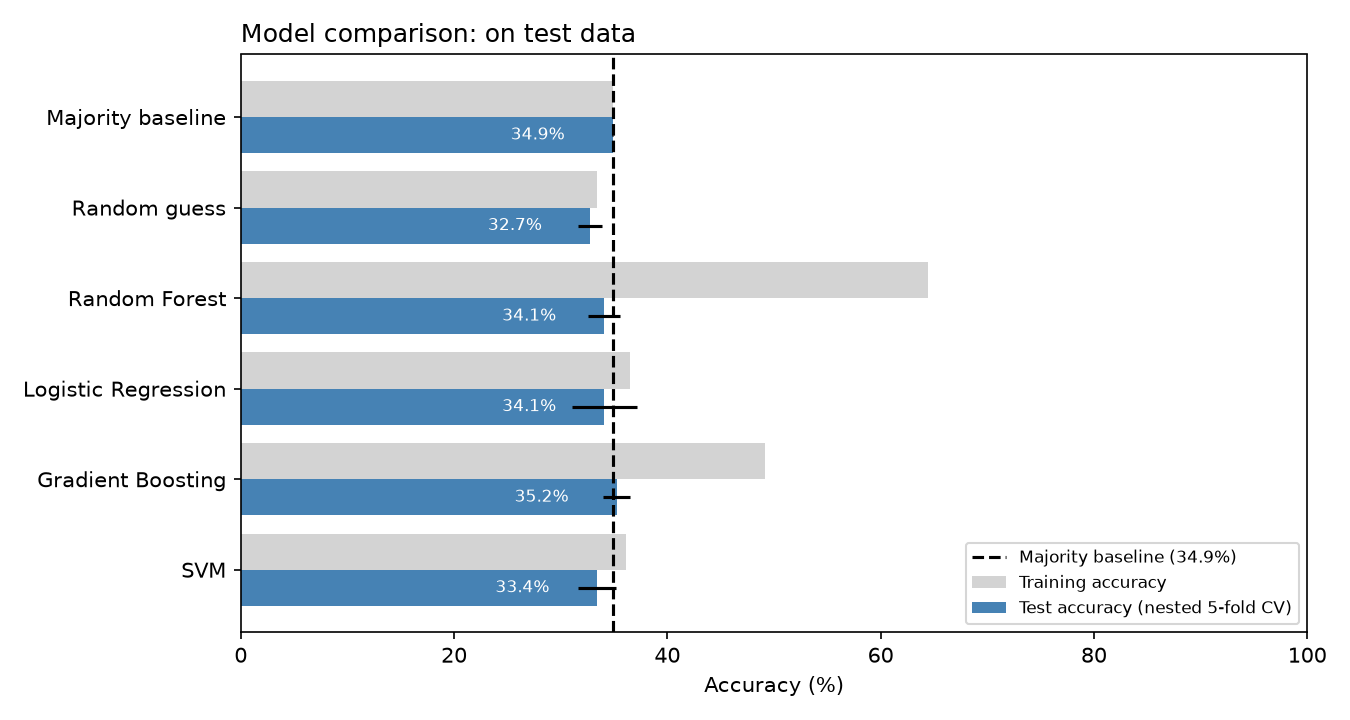 Model comparison: on test data
Majority baseline
34.9%
Random guess
32.7%
Random Forest
34.1%
Logistic Regression
34.1%
Gradient Boosting
35.2%
SVM
33.4%
Majority baseline (34.9%)
Training accuracy
Test accuracy (nested 5-fold CV)
0 20 40 60 80 100
Accuracy (%)